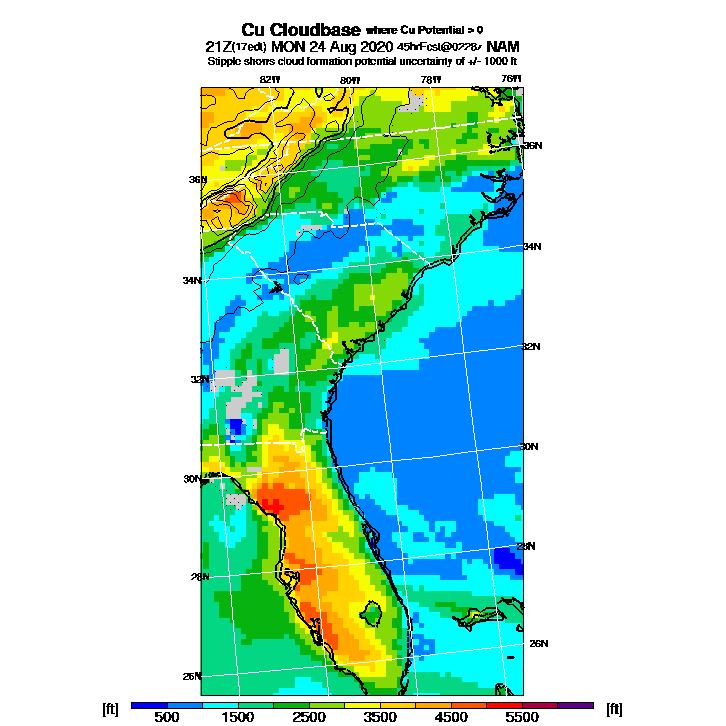 Cu Cloudbase where Cu Potential > 0
21Z(17edt) MON 24 Aug 2020 45hrFcst@0228z NAM
Stipple shows cloud formation potential uncertainty of +/- 1000 ft
82W 80W 78W 76W
36N
36N
34N
34N
32N
32N
30N
30N
28N
28N
26N
26N
[ft] [ft]
500 1500 2500 3500 4500 5500